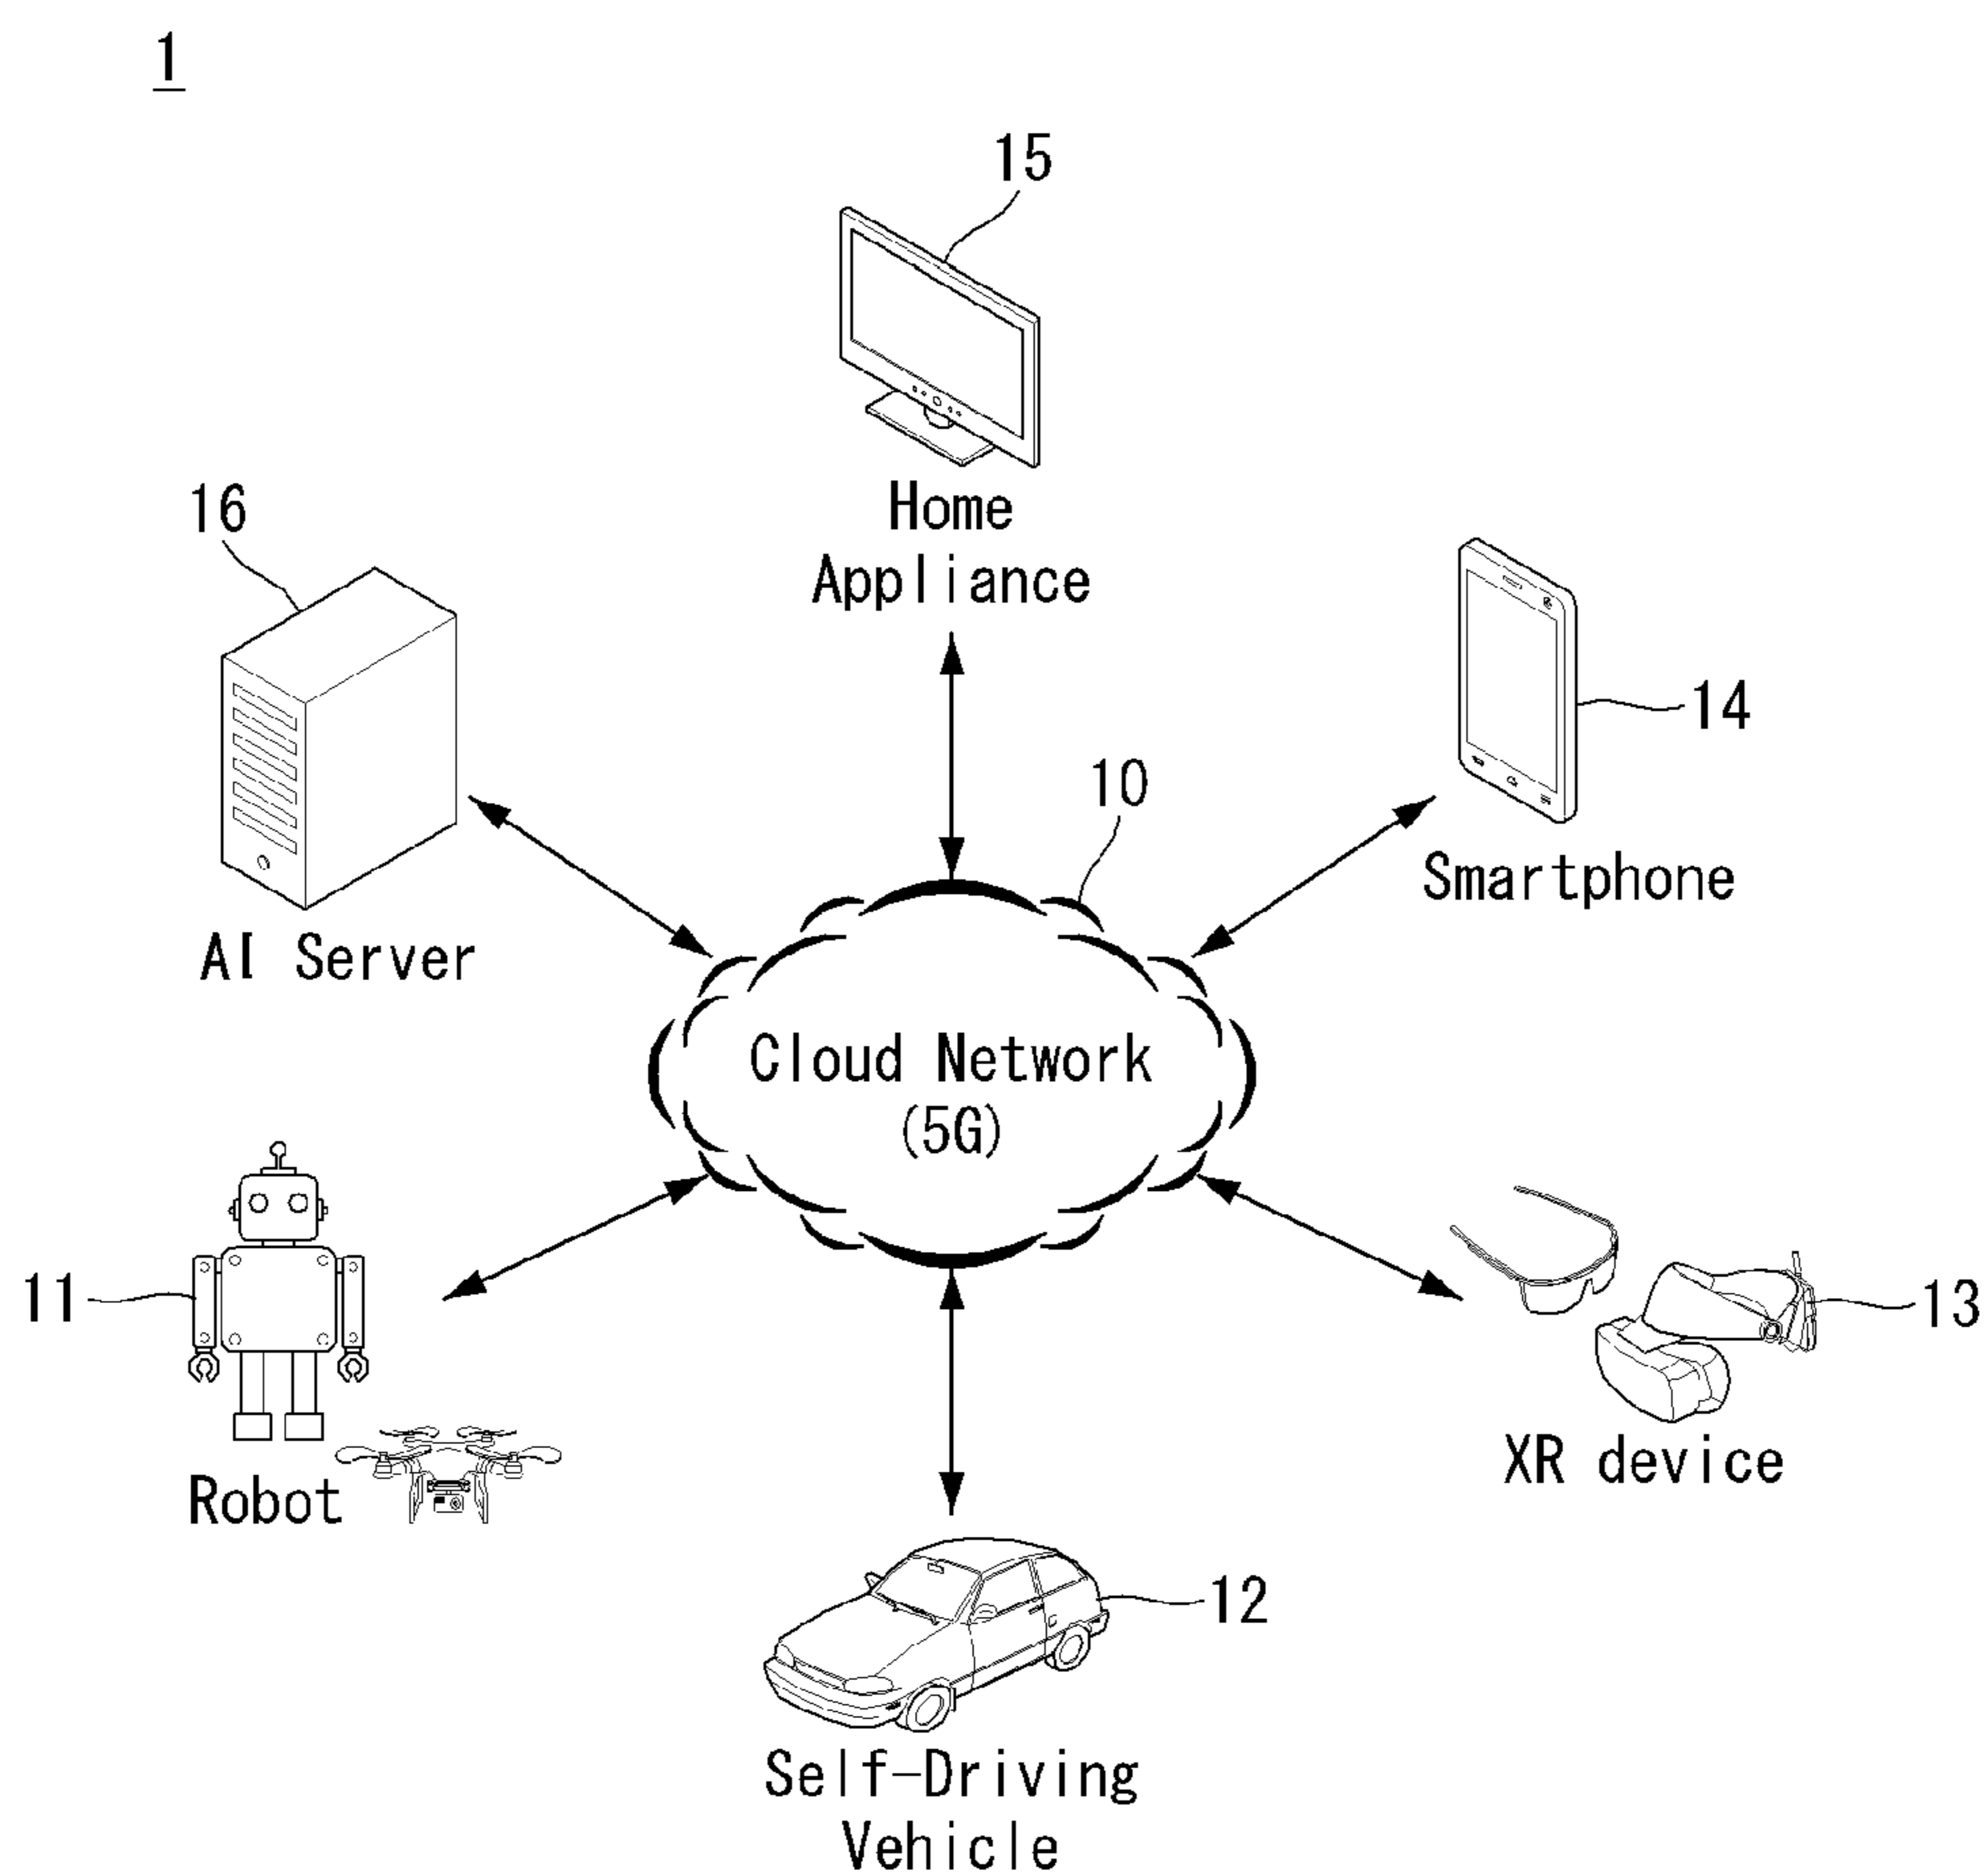 1
15
Home
Appliance
16
AI Server
14
Smartphone
10
Cloud Network
(5G)
11
Robot
13
XR device
12
Self-Driving
Vehicle